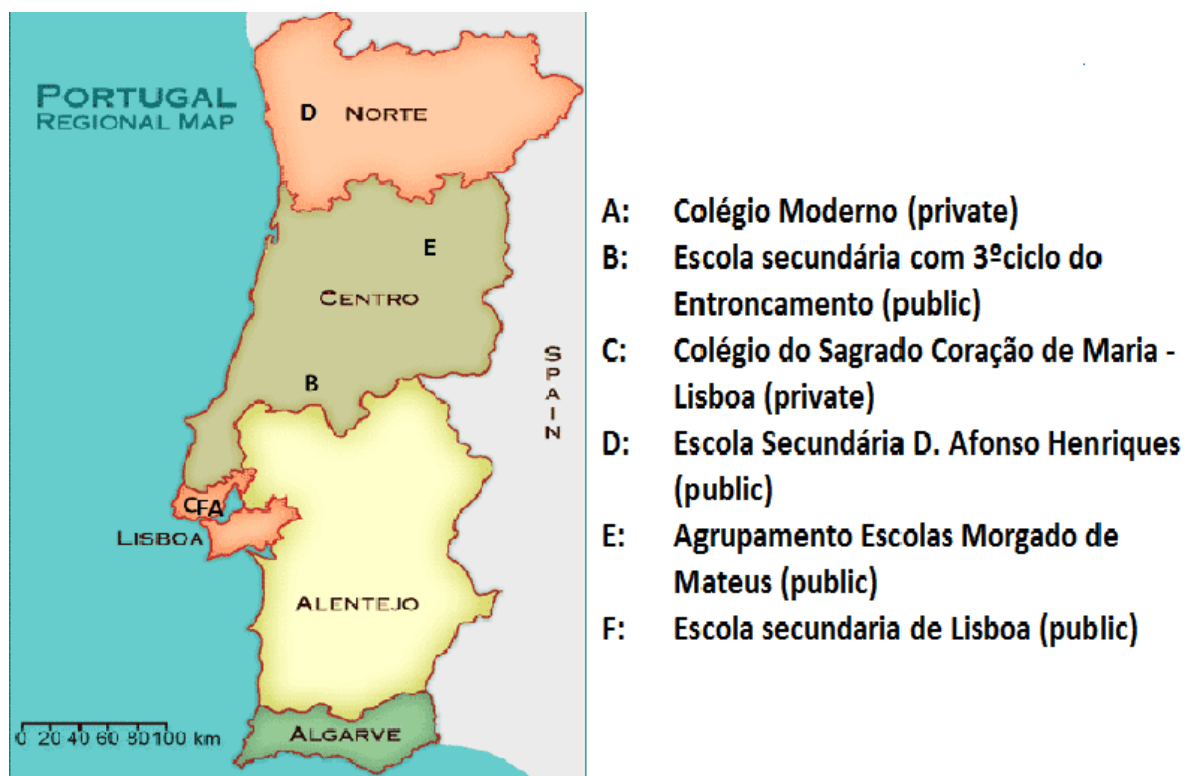 PORTUGAL
REGIONAL MAP
D
NORTE
E
CENTRO
SPAIN
B
CFA
LISBOA
ALENTEJO
ALGARVE
0 20 40 60 80100 km
A: Colégio Moderno (private)
B: Escola secundária com 3ºciclo do
Entroncamento (public)
C: Colégio do Sagrado Coração de Maria -
Lisboa (private)
D: Escola Secundária D. Afonso Henriques
(public)
E: Agrupamento Escolas Morgado de
Mateus (public)
F: Escola secundaria de Lisboa (public)